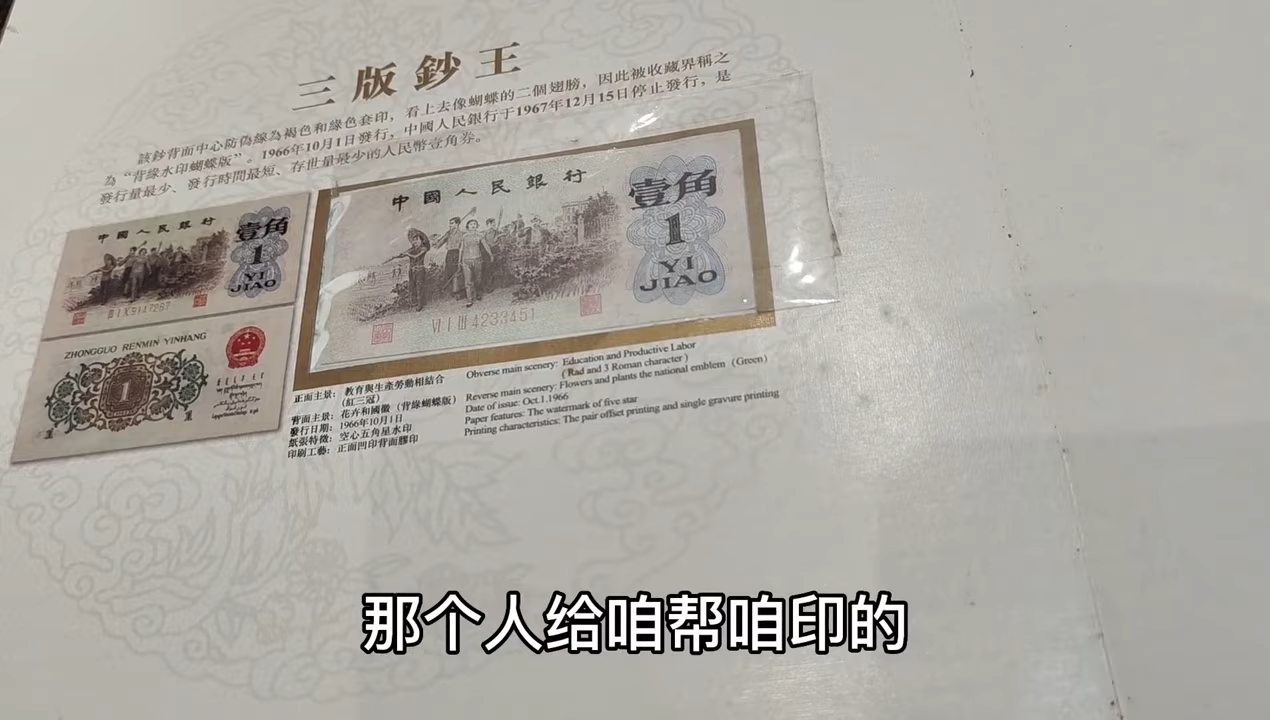 三版鈔王
該鈔背面中心防偽線為褐色和綠色套印，看上去像蝴蝶的二個翅膀，因此被收藏界稱之
為“背綠水印蝴蝶版”。1966年10月1日發行，中國人民銀行于1967年12月15日停止發行，是
發行量最少、發行時間最短、存世量最少的人民幣壹角券。
中國人民銀行
壹角
1
YI
JIAO
ZHONGGUO RENMIN YINHANG
1
中國人民銀行
壹角
1
YI
JIAO
VI I III 4233451
正面主景：教育與生產勞動相結合
（紅三冠）
背面主景：花卉和國徽（背綠蝴蝶版）
發行日期：1966年10月1日
紙張特徵：空心五角星水印
印刷工藝：正面凹印背面膠印
Obverse main scenery: Education and Productive Labor
( Rad and 3 Roman character )
Reverse main scenery: Flowers and plants the national emblem (Green)
Date of issue: Oct.1.1966
Paper features: The watermark of five star
Printing characteristics: The pair offset printing and single gravure printing
那个人给咱帮咱印的